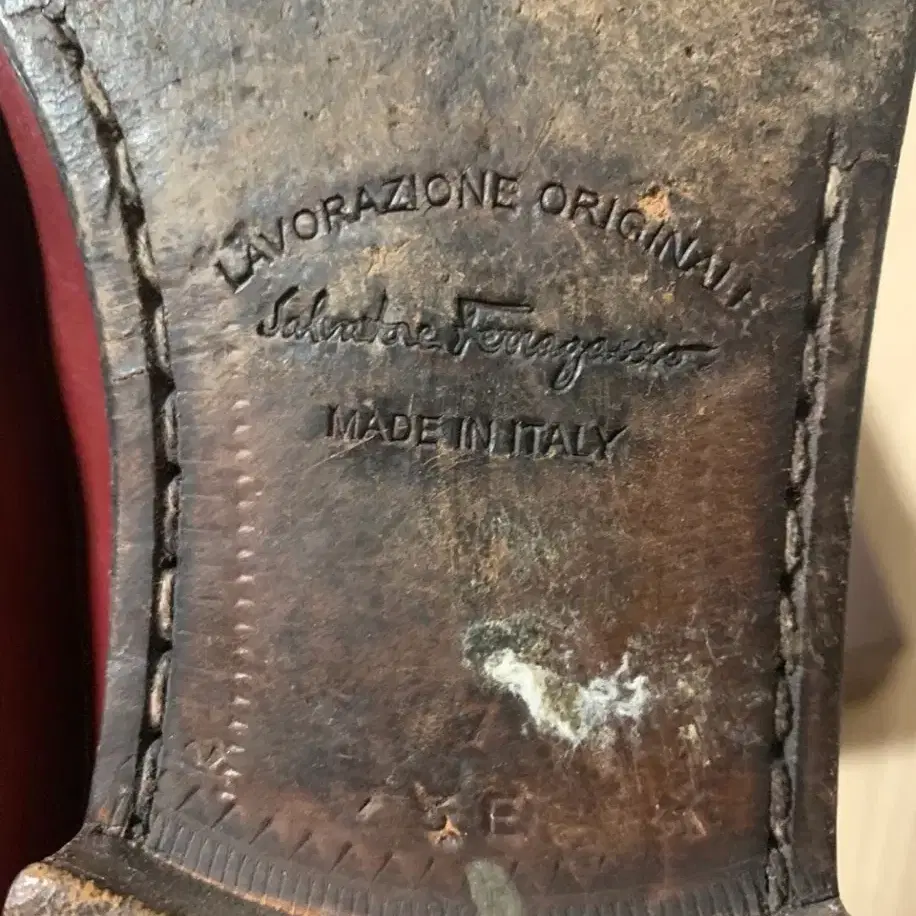 LAVORAZIONE ORIGINALE
Salvatore Ferragamo
MADE IN ITALY
E